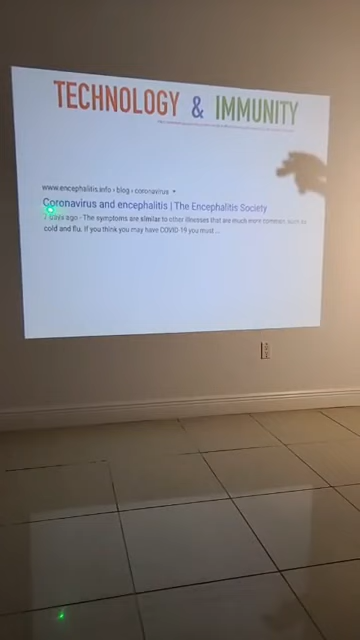 TECHNOLOGY & IMMUNITY
www.encephalitis.info › blog › coronavirus
Coronavirus and encephalitis | The Encephalitis Society
2 days ago - The symptoms are similar to other illnesses that are much more common, such as
cold and flu. If you think you may have COVID-19 you must ...